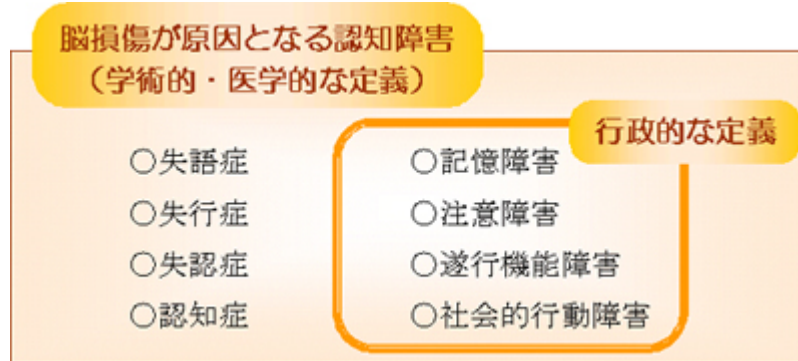 脳損傷が原因となる認知障害
（学術的・医学的な定義）
行政的な定義
○失語症
○失行症
○失認症
○認知症
○記憶障害
○注意障害
○遂行機能障害
○社会的行動障害